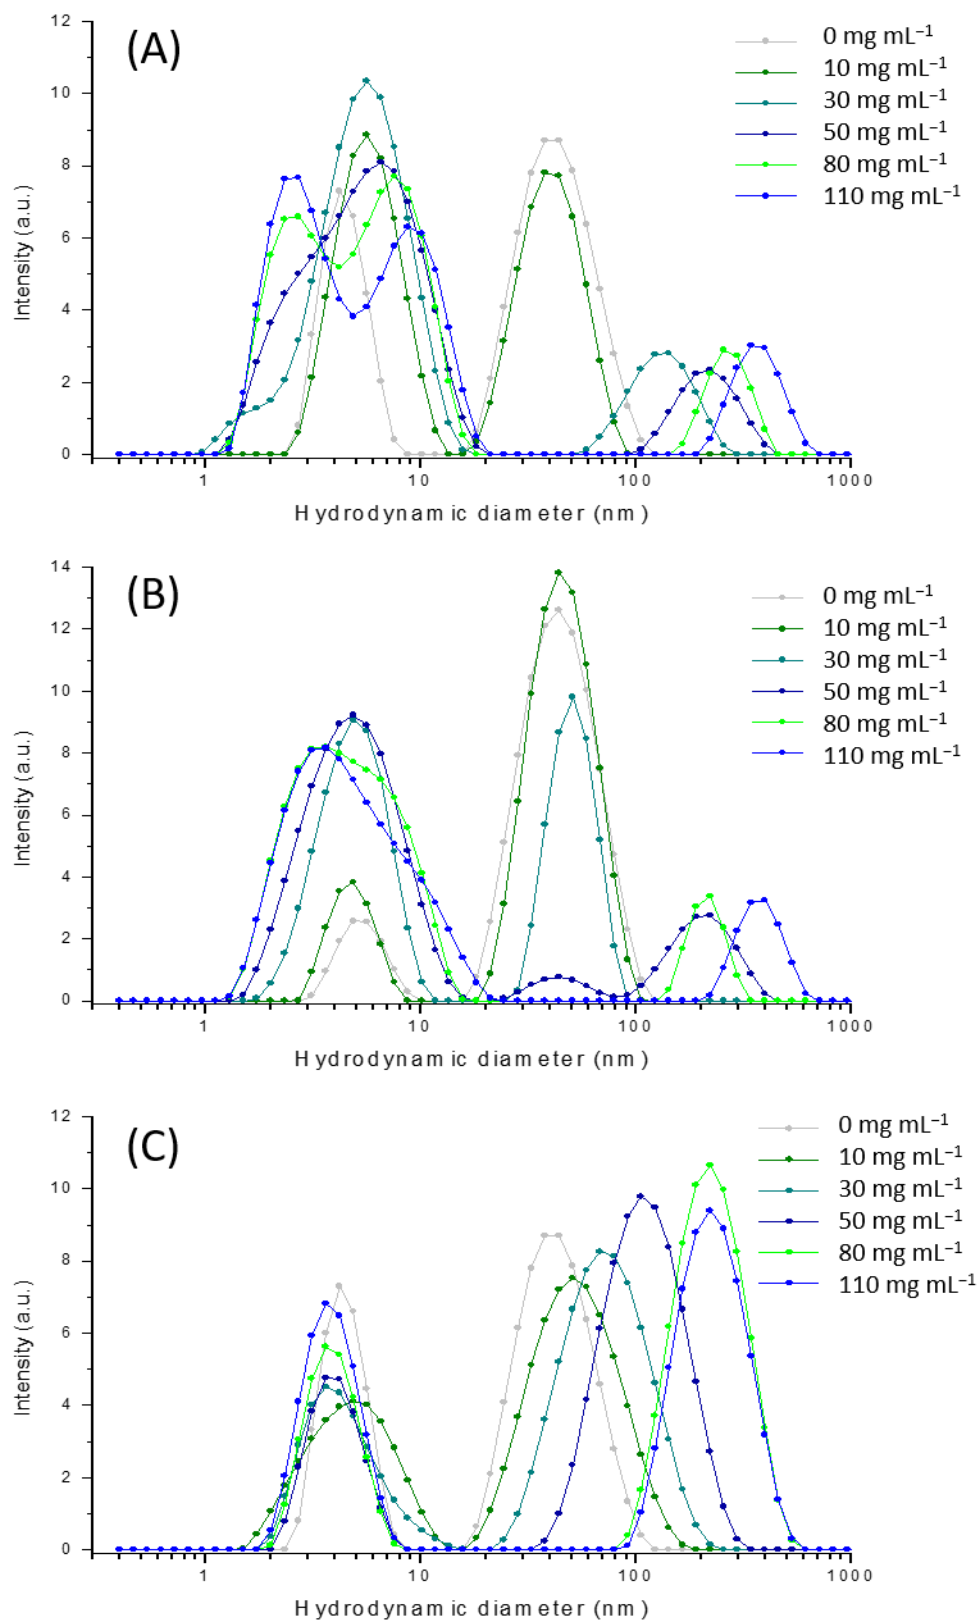 (A)
12
10
8
6
4
2
0
Intensity (a.u.)
0 mg mL⁻¹
10 mg mL⁻¹
30 mg mL⁻¹
50 mg mL⁻¹
80 mg mL⁻¹
110 mg mL⁻¹
1 10 100 1000
Hydrodynamic diameter (nm)
(B)
14
12
10
8
6
4
2
0
Intensity (a.u.)
0 mg mL⁻¹
10 mg mL⁻¹
30 mg mL⁻¹
50 mg mL⁻¹
80 mg mL⁻¹
110 mg mL⁻¹
1 10 100 1000
Hydrodynamic diameter (nm)
(C)
12
10
8
6
4
2
0
Intensity (a.u.)
0 mg mL⁻¹
10 mg mL⁻¹
30 mg mL⁻¹
50 mg mL⁻¹
80 mg mL⁻¹
110 mg mL⁻¹
1 10 100 1000
Hydrodynamic diameter (nm)